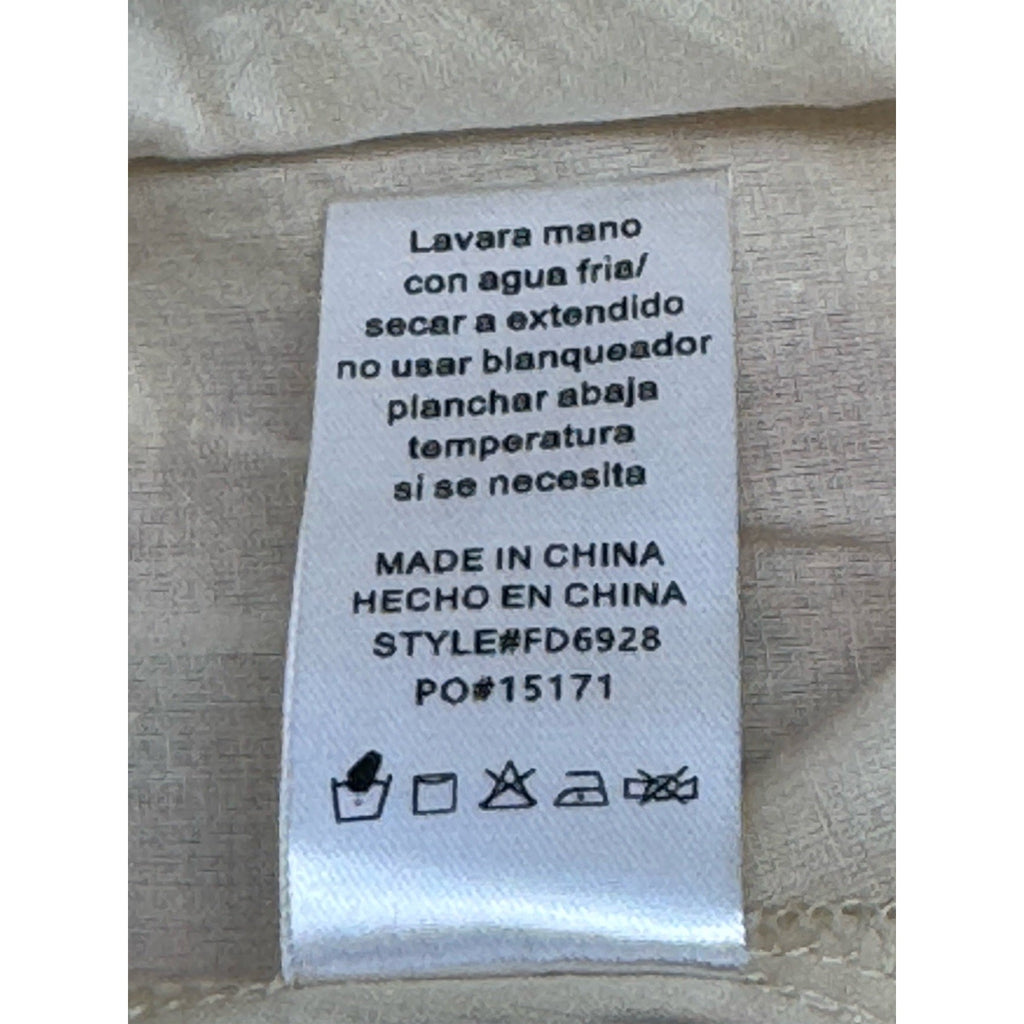 Lavara mano
con agua fria/
secar a extendido
no usar blanqueador
planchar abaja
temperatura
si se necesita
MADE IN CHINA
HECHO EN CHINA
STYLE#FD6928
PO#15171